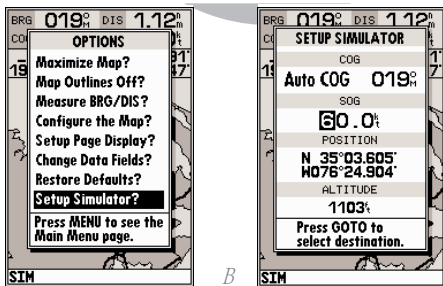 BRG 019°M DIS 1.12nm
OPTIONS
Maximize Map?
Map Outlines Off?
Measure BRG/DIS?
Configure the Map?
Setup Page Display?
Change Data Fields?
Restore Defaults?
Setup Simulator?
Press MENU to see the
Main Menu page.
SIM
B
BRG 019°M DIS 1.12
SETUP SIMULATOR
COG
Auto COG 019°M
SOG
60.0kt
POSITION
N 35°03.605'
W076°24.904'
ALTITUDE
1103ft
Press GOTO to
select destination.
SIM